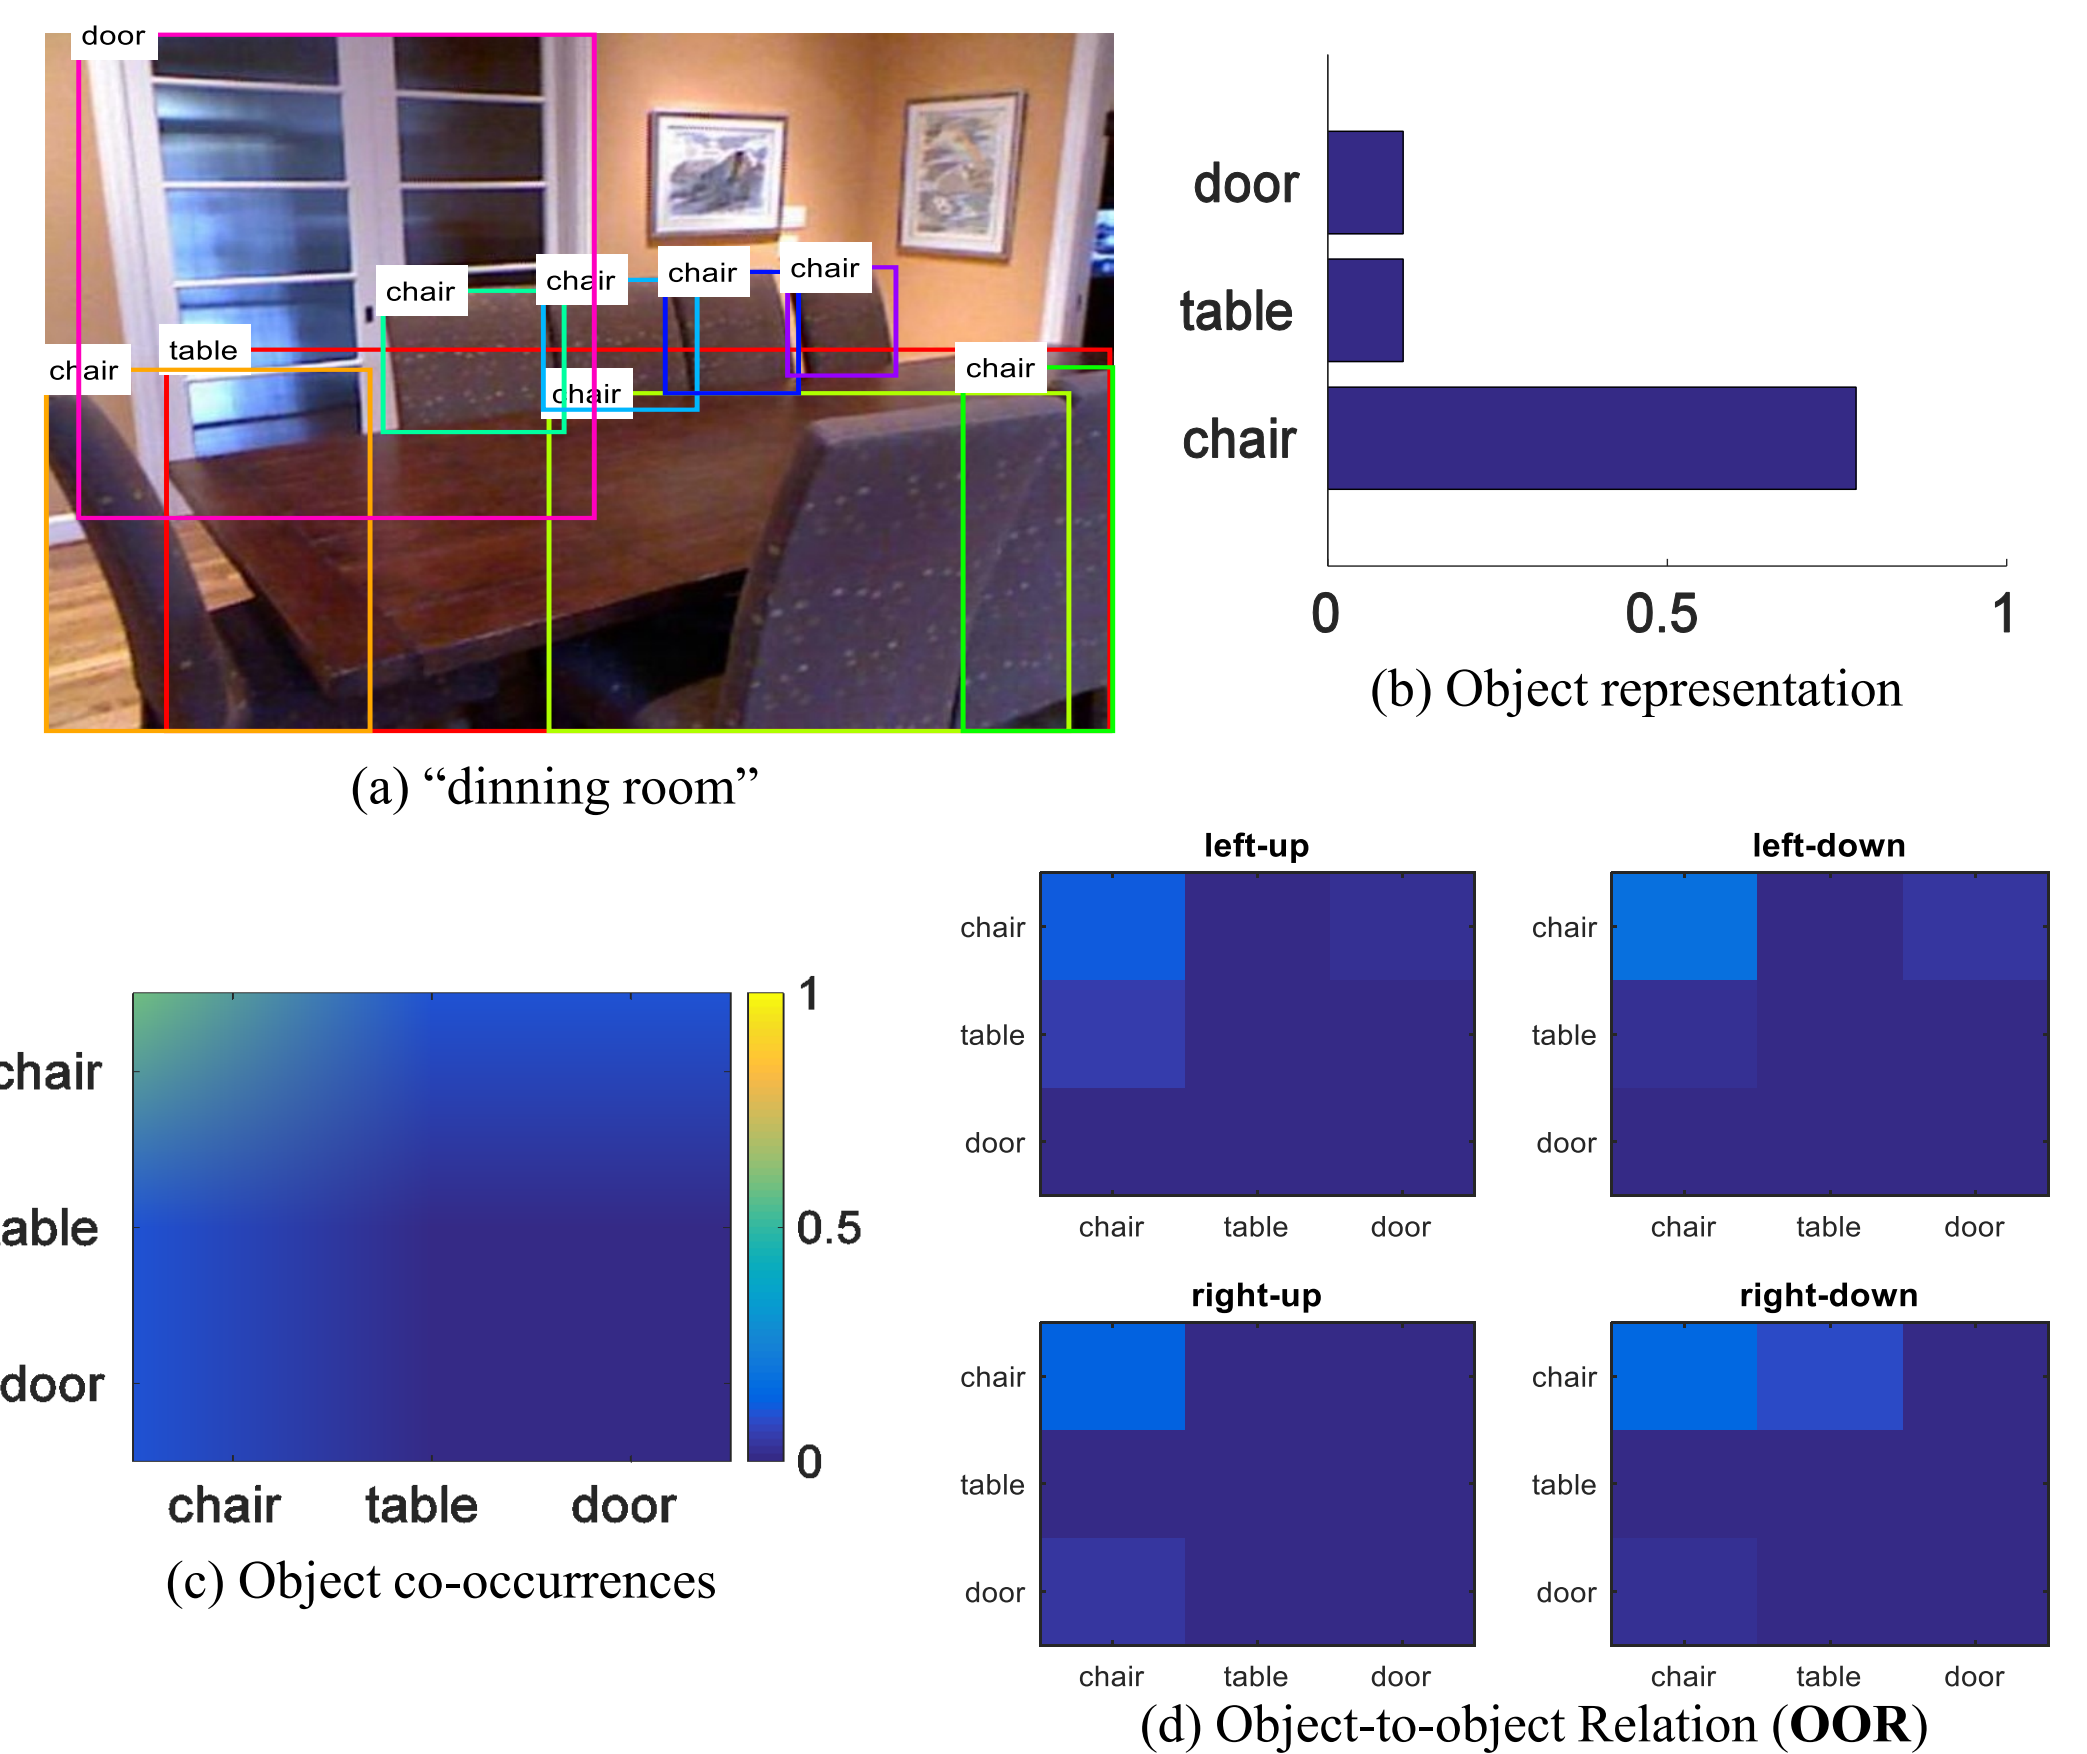 door
chair
chair
chair
chair
table
chair
chair
chair
(a) “dinning room”
door
table
chair
0
0.5
1
(b) Object representation
1
0.5
0
chair
able
door
chair
table
door
(c) Object co-occurrences
left-up
chair
table
door
chair
table
door
left-down
chair
table
door
chair
table
door
right-up
chair
table
door
chair
table
door
right-down
chair
table
door
chair
table
door
(d) Object-to-object Relation (OOR)